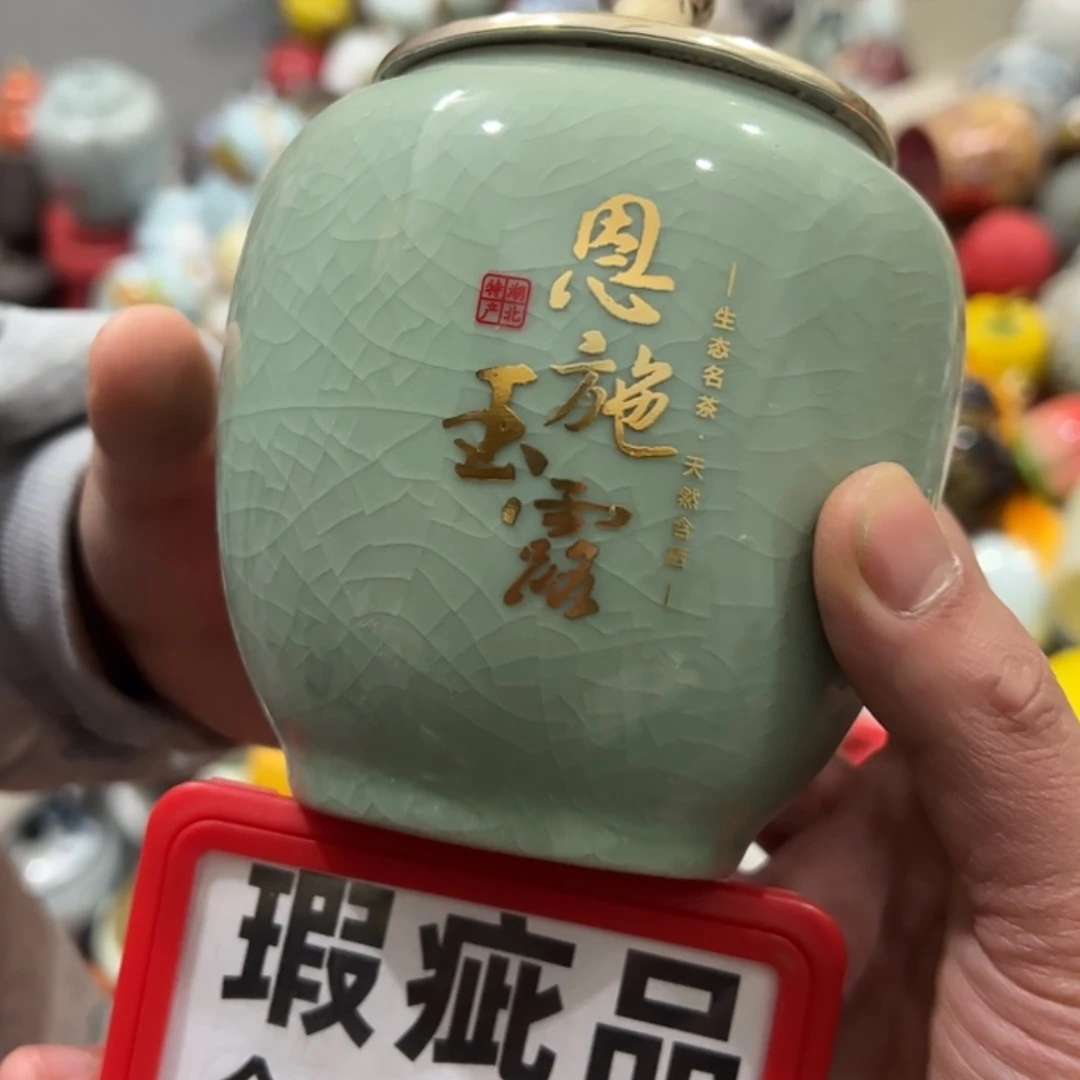 恩施
玉露
湖北
特产
生态名茶·天然含硒
瑕疵品